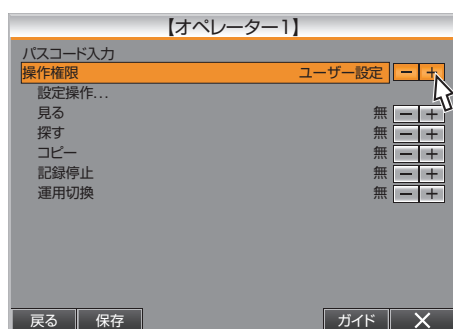 【オペレーター1】
パスコード入力
操作権限 ユーザー設定 － ＋
設定操作...
見る 無 － ＋
探す 無 － ＋
コピー 無 － ＋
記録停止 無 － ＋
運用切換 無 － ＋
戻る 保存 ガイド ×